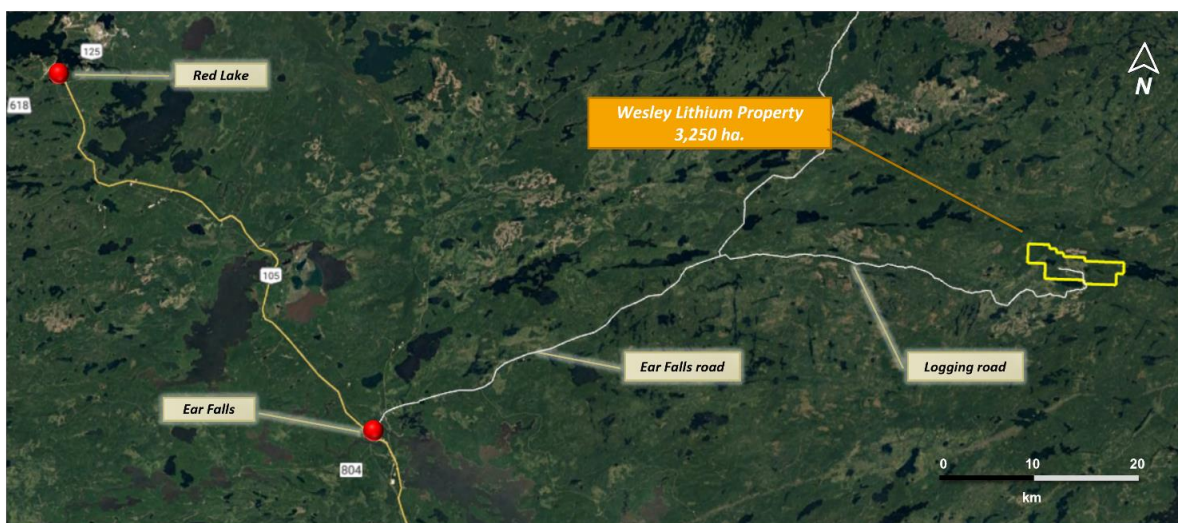 125
Red Lake
618
N
Wesley Lithium Property
3,250 ha.
105
Ear Falls road
Logging road
Ear Falls
804
0 10 20
km